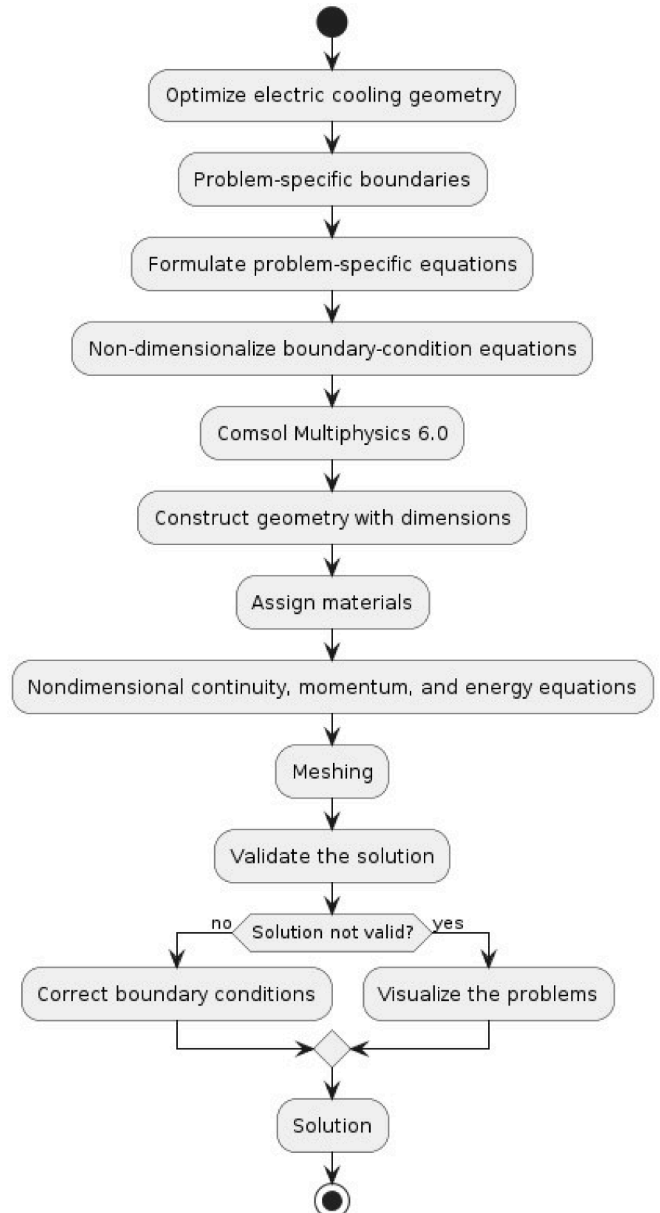 Optimize electric cooling geometry
Problem-specific boundaries
Formulate problem-specific equations
Non-dimensionalize boundary-condition equations
Comsol Multiphysics 6.0
Construct geometry with dimensions
Assign materials
Nondimensional continuity, momentum, and energy equations
Meshing
Validate the solution
no
Solution not valid?
yes
Correct boundary conditions
Visualize the problems
Solution